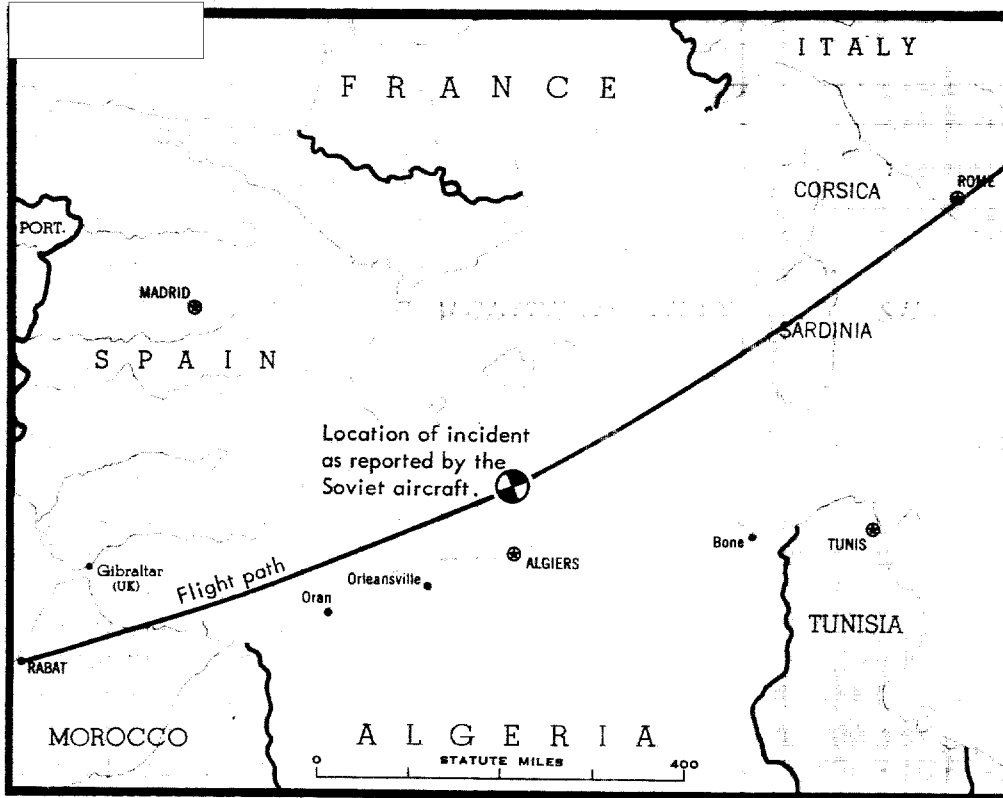 ITALY
FRANCE
CORSICA
ROME
PORT.
MADRID
SARDINIA
SPAIN
Location of incident
as reported by the
Soviet aircraft.
Bone
TUNIS
ALGIERS
Gibraltar
(UK)
Flight path
Orleansville
Oran
TUNISIA
RABAT
MOROCCO
ALGERIA
0
STATUTE MILES
400